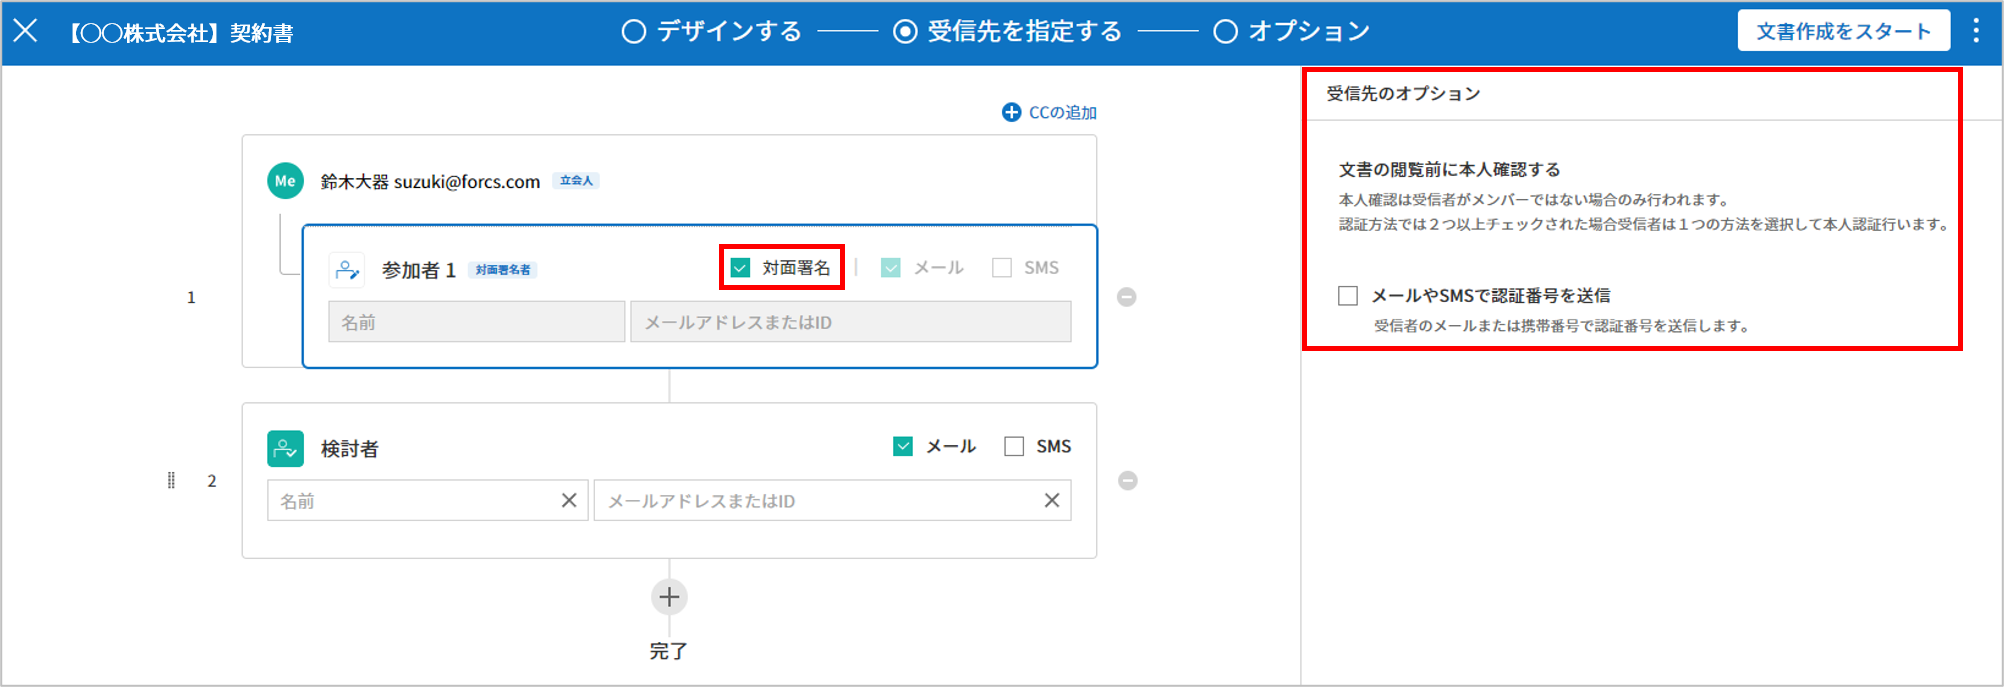 【〇〇株式会社】契約書
デザインする
受信先を指定する
オプション
文書作成をスタート
CCの追加
Me
鈴木大器 suzuki@forcs.com 立会人
1
参加者 1 対面署名者
対面署名
メール
SMS
名前
メールアドレスまたはID
2
検討者
メール
SMS
名前
メールアドレスまたはID
完了
受信先のオプション
文書の閲覧前に本人確認する
本人確認は受信者がメンバーではない場合のみ行われます。
認証方法では２つ以上チェックされた場合受信者は１つの方法を選択して本人認証行います。
メールやSMSで認証番号を送信
受信者のメールまたは携帯番号で認証番号を送信します。